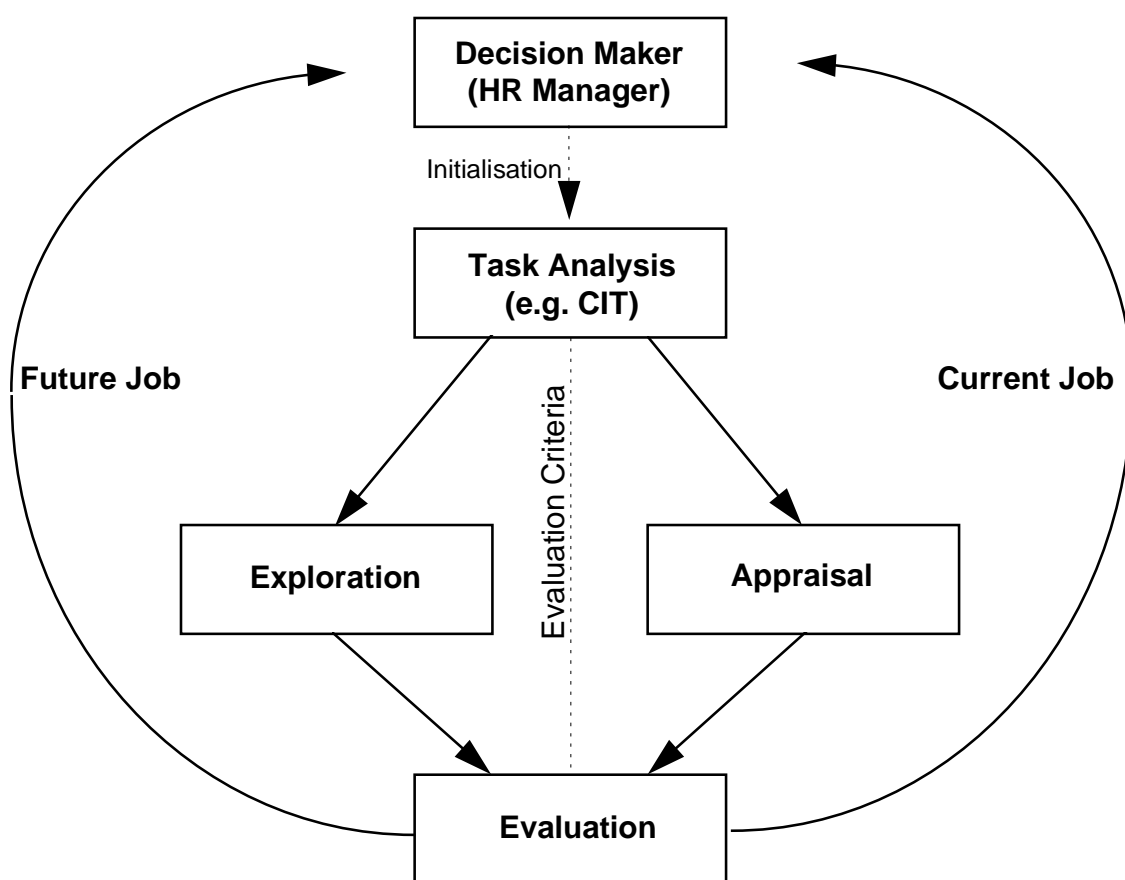 Decision Maker
(HR Manager)
Initialisation
Task Analysis
(e.g. CIT)
Future Job
Current Job
Evaluation Criteria
Exploration
Appraisal
Evaluation